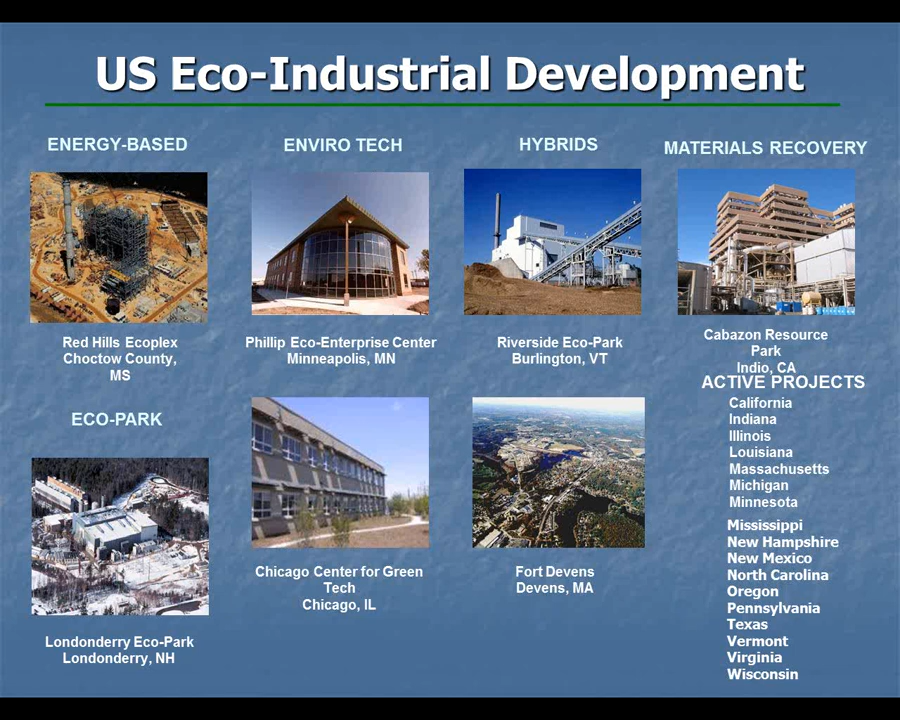 US Eco-Industrial Development
ENERGY-BASED
ENVIRO TECH
HYBRIDS
MATERIALS RECOVERY
Red Hills Ecoplex
Choctow County,
MS
Phillip Eco-Enterprise Center
Minneapolis, MN
Riverside Eco-Park
Burlington, VT
Cabazon Resource
Park
Indio, CA
ECO-PARK
Londonderry Eco-Park
Londonderry, NH
Chicago Center for Green
Tech
Chicago, IL
Fort Devens
Devens, MA
ACTIVE PROJECTS
California
Indiana
Illinois
Louisiana
Massachusetts
Michigan
Minnesota
Mississippi
New Hampshire
New Mexico
North Carolina
Oregon
Pennsylvania
Texas
Vermont
Virginia
Wisconsin